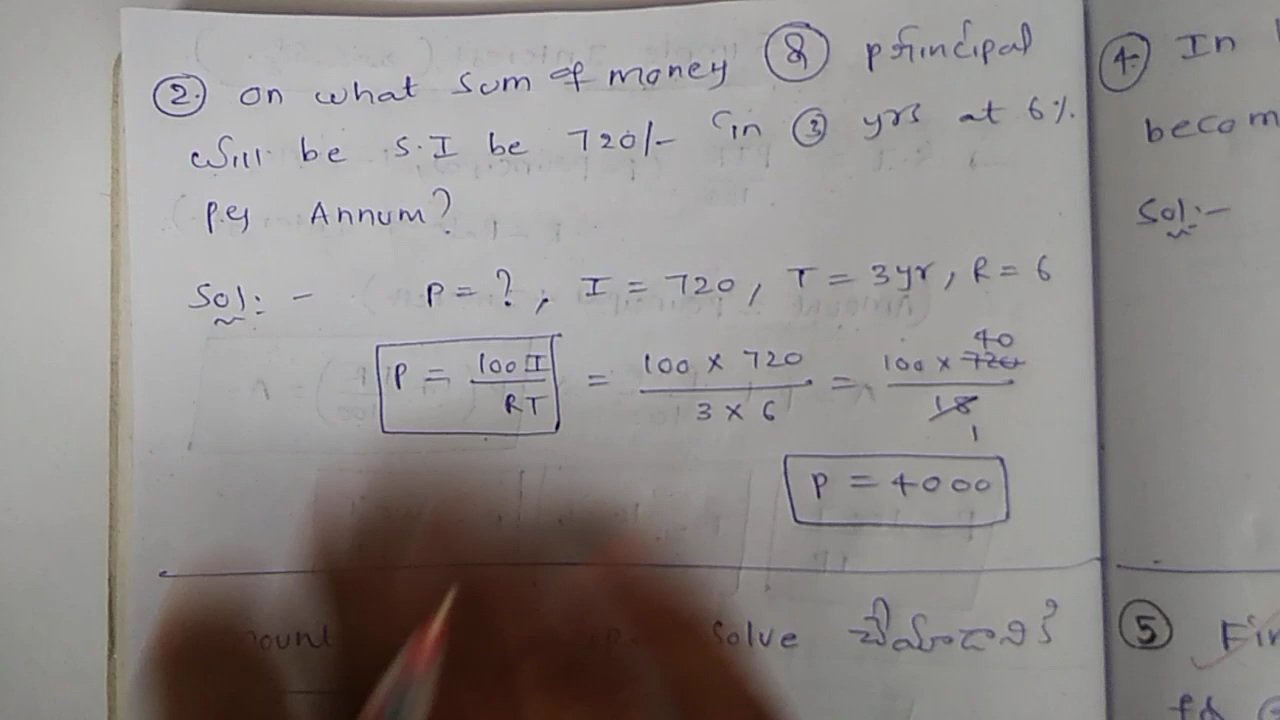 2. on what sum of money & principal
will be S.I be 720/- in 3 yrs at 6%
per Annum?
Sol:- P = ?, I = 720, T = 3yr, R = 6
P = 100 I / RT = 100 x 720 / 3 x 6 = 100 x 720 / 18
40
1
P = 4000
solve చేయడానికి
4. In
becom
Sol:-
5 Fin